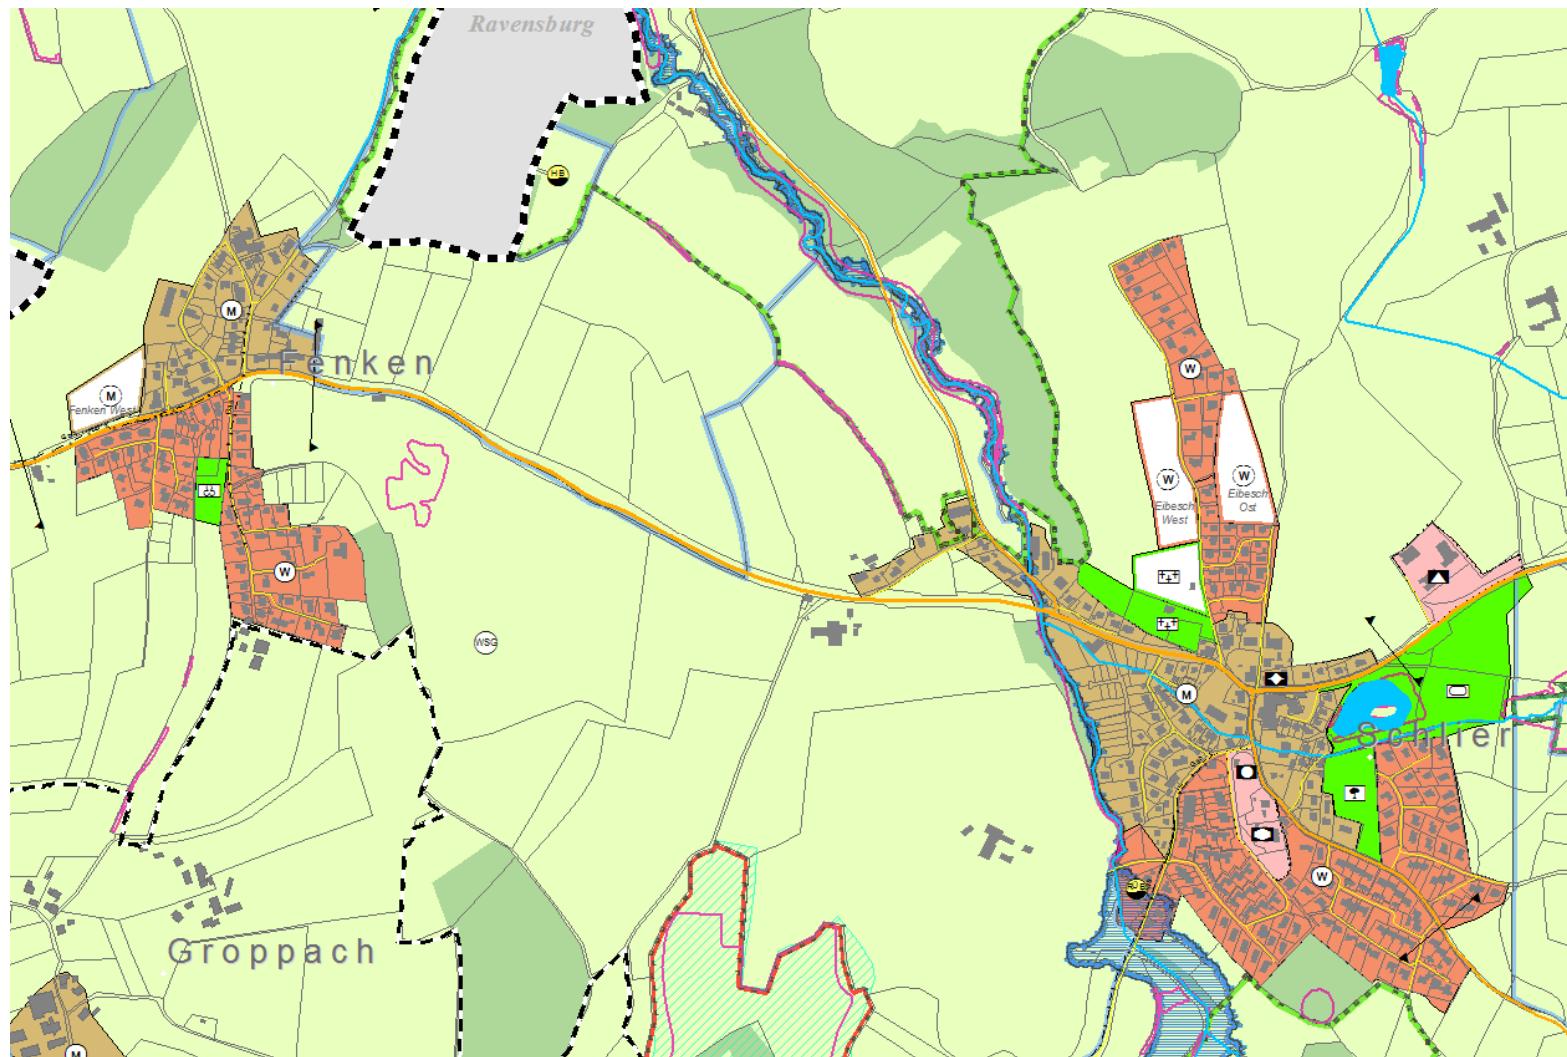 Ravensburg
HB
M
Fenken
M
Fenken West
W
W
W
Eibesch
West
W
Eibesch
Ost
W
WSG
M
Schlier
W
Groppach
M